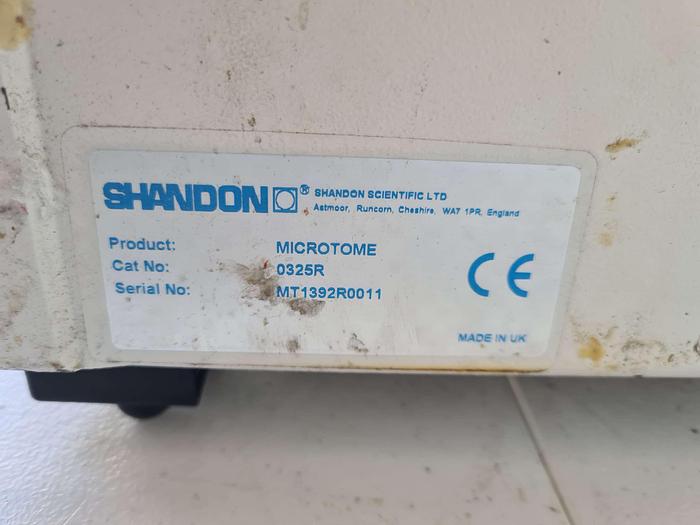 SHANDON ® SHANDON SCIENTIFIC LTD
Astmoor, Runcorn, Cheshire, WA7 1PR, England
Product: MICROTOME
Cat No: 0325R
Serial No: MT1392R0011
CE
MADE IN UK